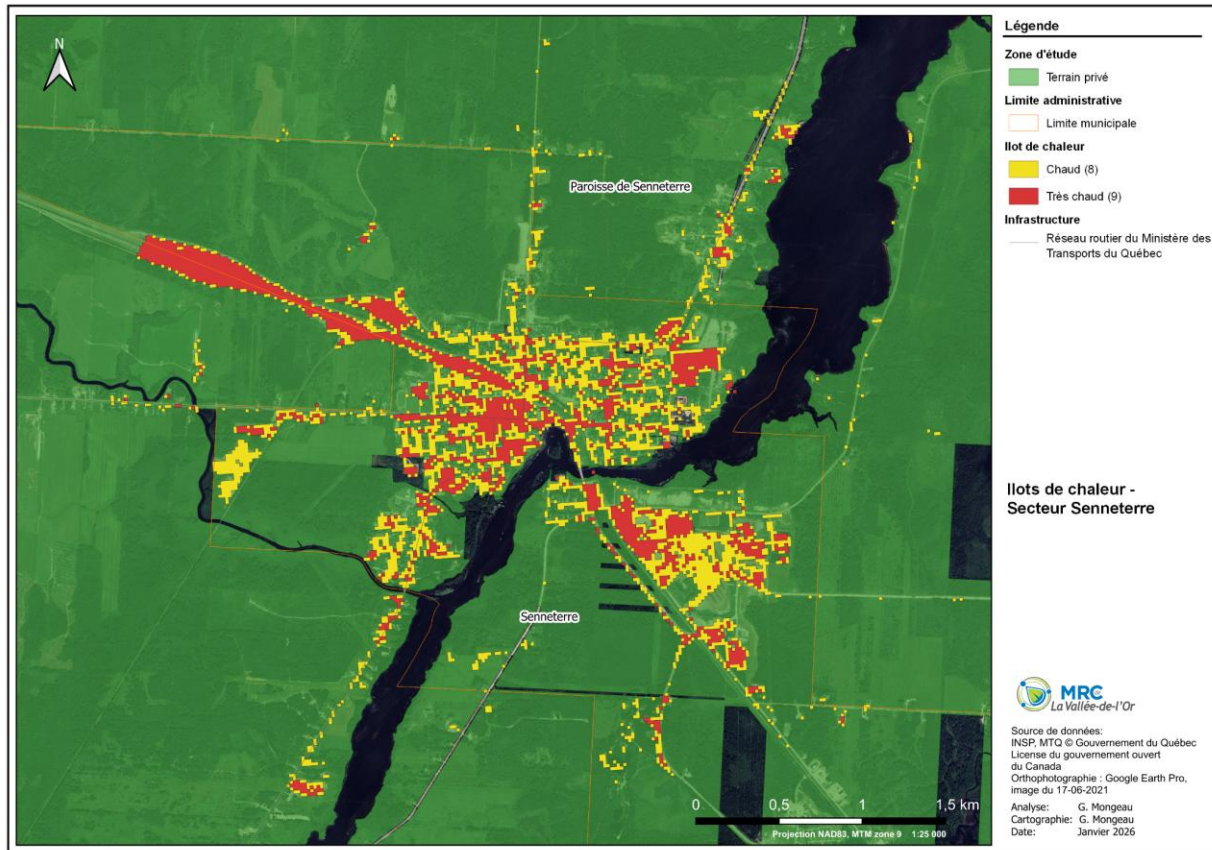 N
Paroisse de Senneterre
Senneterre
0 0,5 1 1,5 km
Projection NAD83, MTM zone 9 1:25 000
Légende
Zone d'étude
Terrain privé
Limite administrative
Limite municipale
Ilot de chaleur
Chaud (8)
Très chaud (9)
Infrastructure
Réseau routier du Ministère des
Transports du Québec
Ilots de chaleur -
Secteur Senneterre
MRC
La Vallée-de-l'Or
Source de données:
INSP, MTQ © Gouvernement du Québec
License du gouvernement ouvert
du Canada
Orthophotographie : Google Earth Pro,
image du 17-06-2021
Analyse: G. Mongeau
Cartographie: G. Mongeau
Date: Janvier 2026